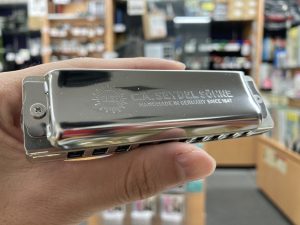 C.A. SEYDEL SÖHNE
HANDMADE IN GERMANY SINCE 1847